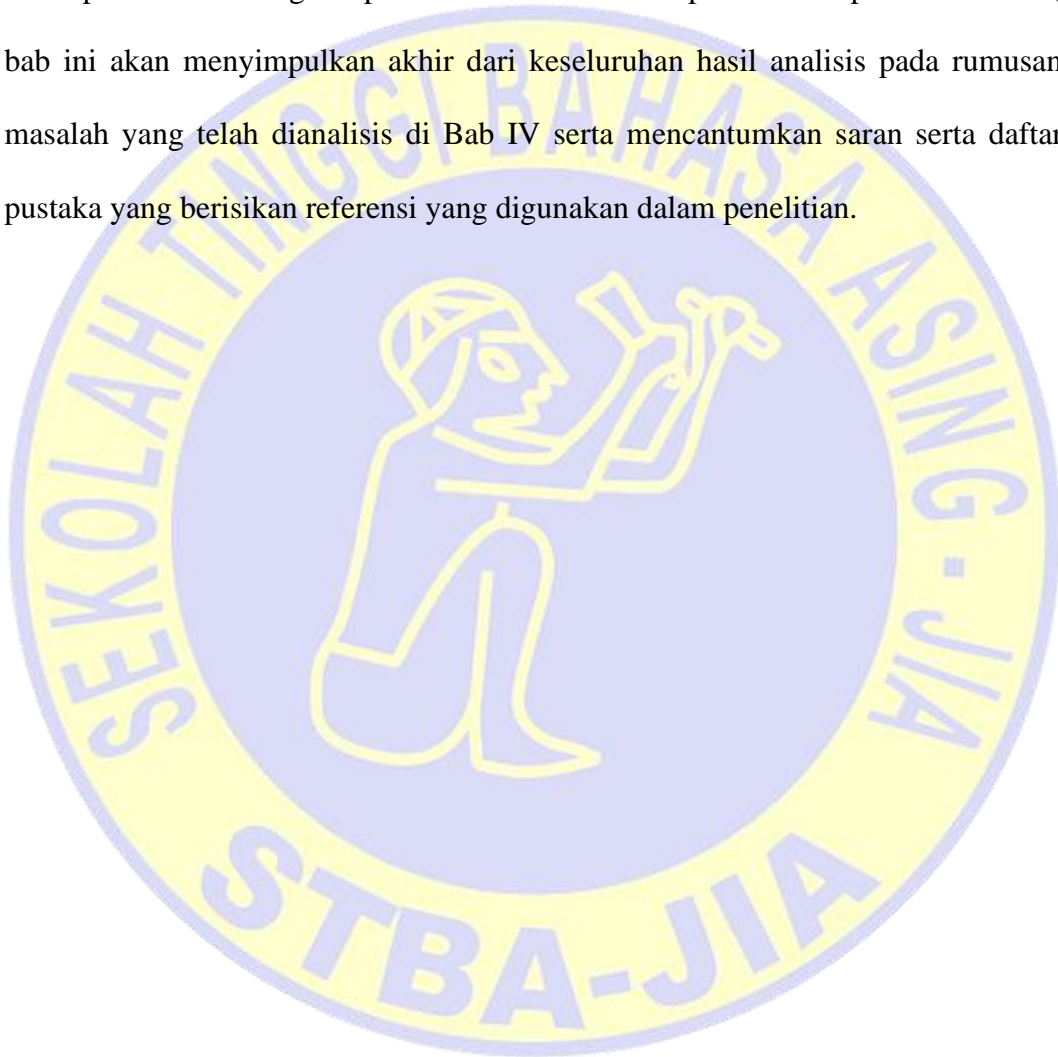 bab ini akan menyimpulkan akhir dari keseluruhan hasil analisis pada rumusan
masalah yang telah dianalisis di Bab IV serta mencantumkan saran serta daftar
pustaka yang berisikan referensi yang digunakan dalam penelitian.
SEKOLAH TINGGI BAHASA ASING - JIA
STBA-JIA